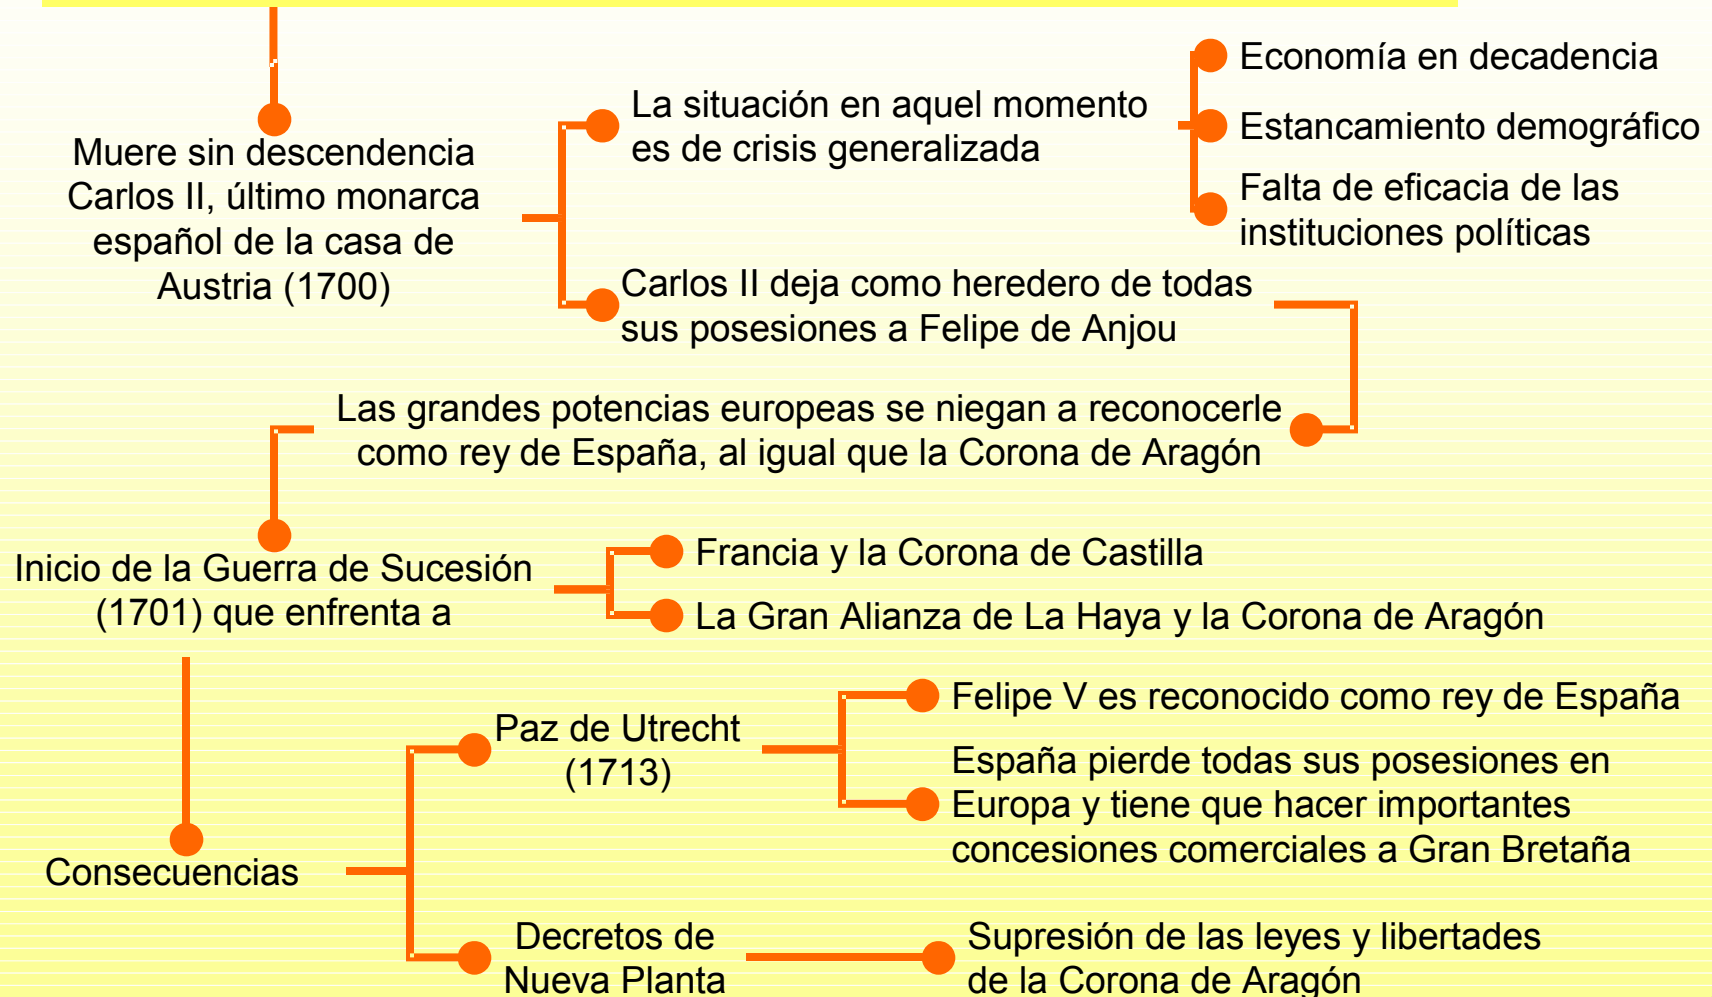 Muere sin descendencia
Carlos II, último monarca
español de la casa de
Austria (1700)
La situación en aquel momento
es de crisis generalizada
Economía en decadencia
Estancamiento demográfico
Falta de eficacia de las
instituciones políticas
Carlos II deja como heredero de todas
sus posesiones a Felipe de Anjou
Las grandes potencias europeas se niegan a reconocerle
como rey de España, al igual que la Corona de Aragón
Inicio de la Guerra de Sucesión
(1701) que enfrenta a
Francia y la Corona de Castilla
La Gran Alianza de La Haya y la Corona de Aragón
Consecuencias
Paz de Utrecht
(1713)
Felipe V es reconocido como rey de España
España pierde todas sus posesiones en
Europa y tiene que hacer importantes
concesiones comerciales a Gran Bretaña
Decretos de
Nueva Planta
Supresión de las leyes y libertades
de la Corona de Aragón